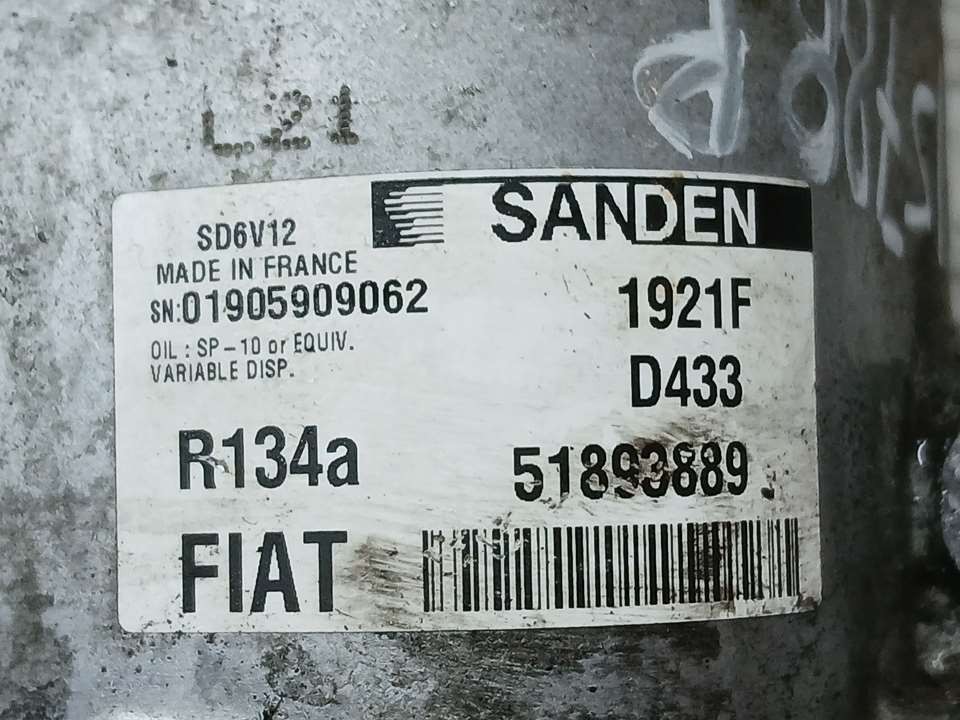 L21
SANDEN
SD6V12
MADE IN FRANCE
SN:01905909062
1921F
OIL : SP-10 or EQUIV.
VARIABLE DISP.
D433
R134a
51893889
FIAT